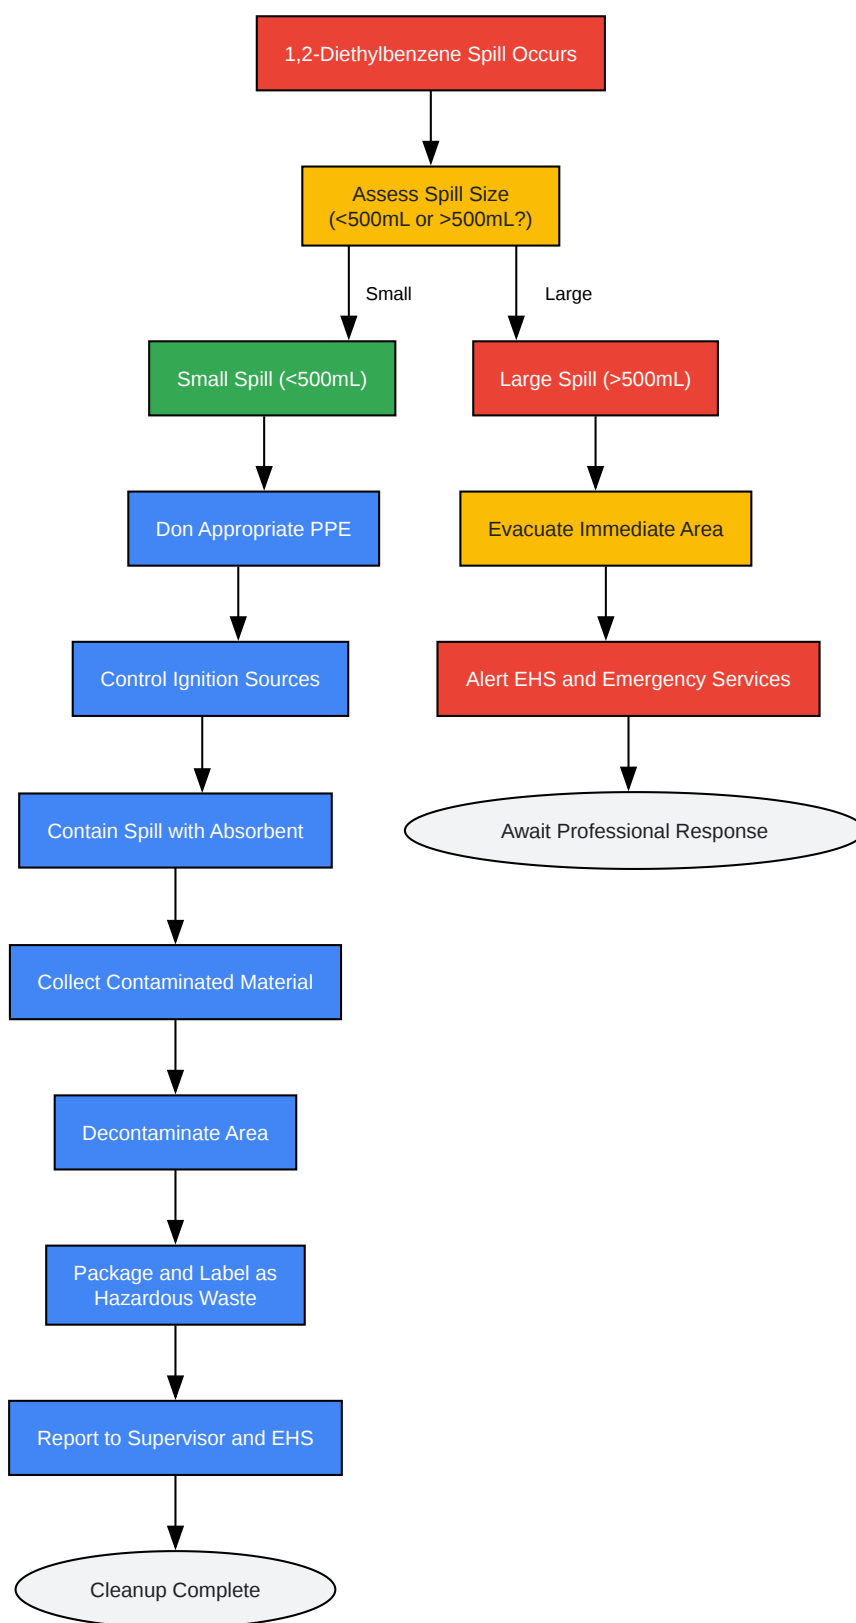 1,2-Diethylbenzene Spill Occurs
Assess Spill Size
(<500mL or >500mL?)
Small
Large
Small Spill (<500mL)
Large Spill (>500mL)
Don Appropriate PPE
Evacuate Immediate Area
Control Ignition Sources
Alert EHS and Emergency Services
Contain Spill with Absorbent
Await Professional Response
Collect Contaminated Material
Decontaminate Area
Package and Label as
Hazardous Waste
Report to Supervisor and EHS
Cleanup Complete